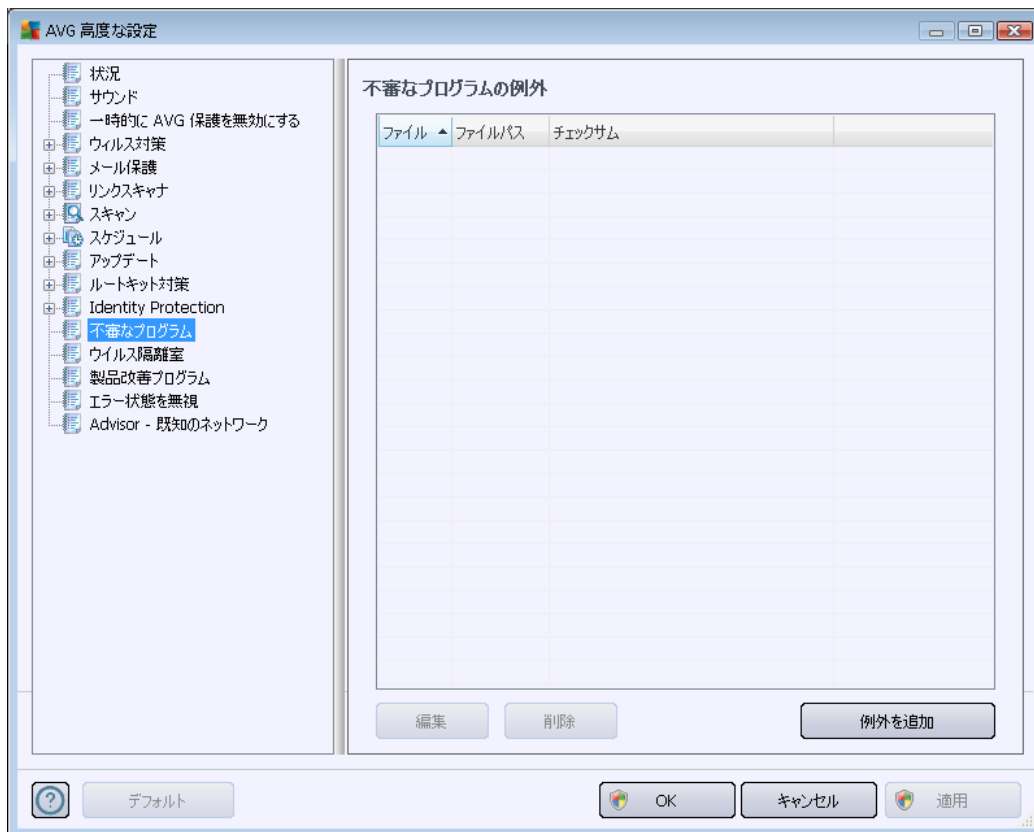 AVG 高度な設定
状況
サウンド
一時的に AVG 保護を無効にする
ウィルス対策
メール保護
リンクスキャナ
スキャン
スケジュール
アップデート
ルートキット対策
Identity Protection
不審なプログラム
ウイルス隔離室
製品改善プログラム
エラー状態を無視
Advisor - 既知のネットワーク
不審なプログラムの例外
ファイル ファイルパス チェックサム
編集 削除 例外を追加
デフォルト OK キャンセル 適用